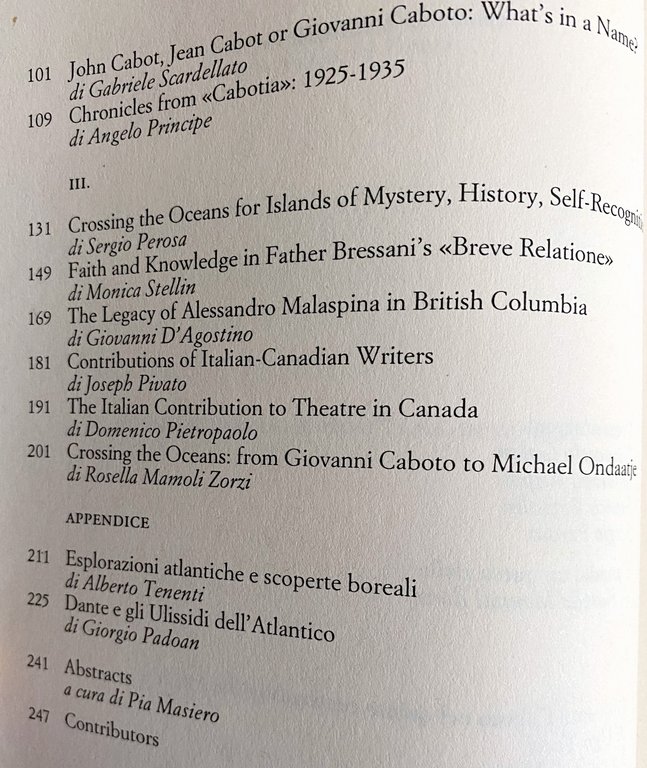 101 John Cabot, Jean Cabot or Giovanni Caboto: What's in a Name?
di Gabriele Scardellato
109 Chronicles from «Cabotia»: 1925-1935
di Angelo Principe
III.
131 Crossing the Oceans for Islands of Mystery, History, Self-Recogniti
di Sergio Perosa
149 Faith and Knowledge in Father Bressani's «Breve Relatione»
di Monica Stellin
169 The Legacy of Alessandro Malaspina in British Columbia
di Giovanni D'Agostino
181 Contributions of Italian-Canadian Writers
di Joseph Pivato
191 The Italian Contribution to Theatre in Canada
di Domenico Pietropaolo
201 Crossing the Oceans: from Giovanni Caboto to Michael Ondaatje
di Rosella Mamoli Zorzi
APPENDICE
211 Esplorazioni atlantiche e scoperte boreali
di Alberto Tenenti
225 Dante e gli Ulissidi dell'Atlantico
di Giorgio Padoan
241 Abstracts
a cura di Pia Masiero
247 Contributors